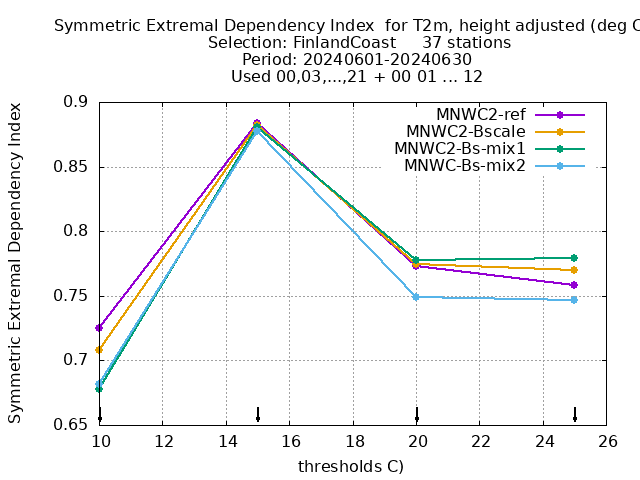 Symmetric Extremal Dependency Index  for T2m, height adjusted (deg C
Selection: FinlandCoast     37 stations
Period: 20240601-20240630
Used 00,03,...,21 + 00 01 ... 12
Symmetric Extremal Dependency Index
0.9
0.85
0.8
0.75
0.7
0.65
MNWC2-ref
MNWC2-Bscale
MNWC2-Bs-mix1
MNWC-Bs-mix2
10 12 14 16 18 20 22 24 26
thresholds C)